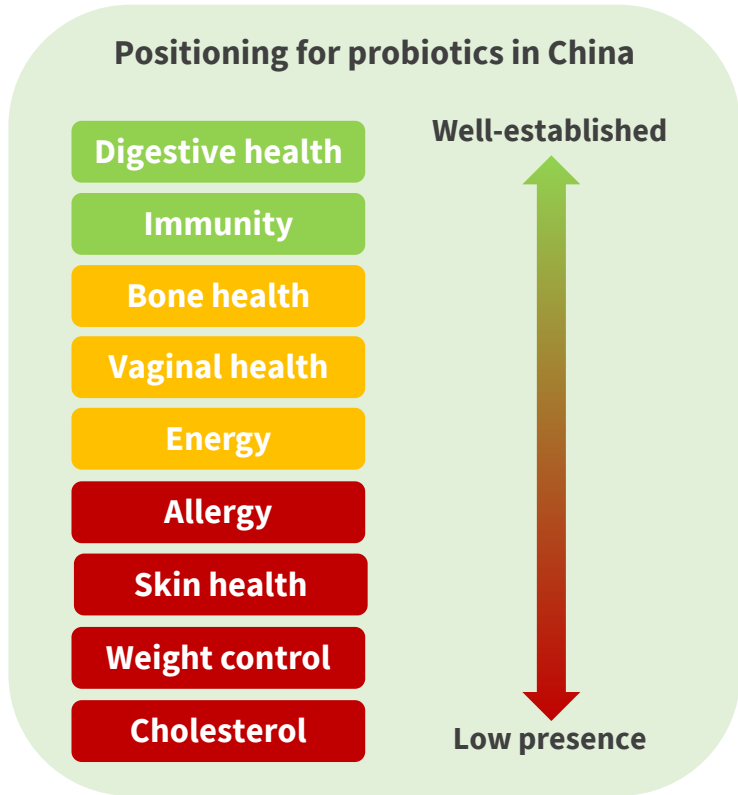 Positioning for probiotics in China
Well-established
Digestive health
Immunity
Bone health
Vaginal health
Energy
Allergy
Skin health
Weight control
Cholesterol
Low presence